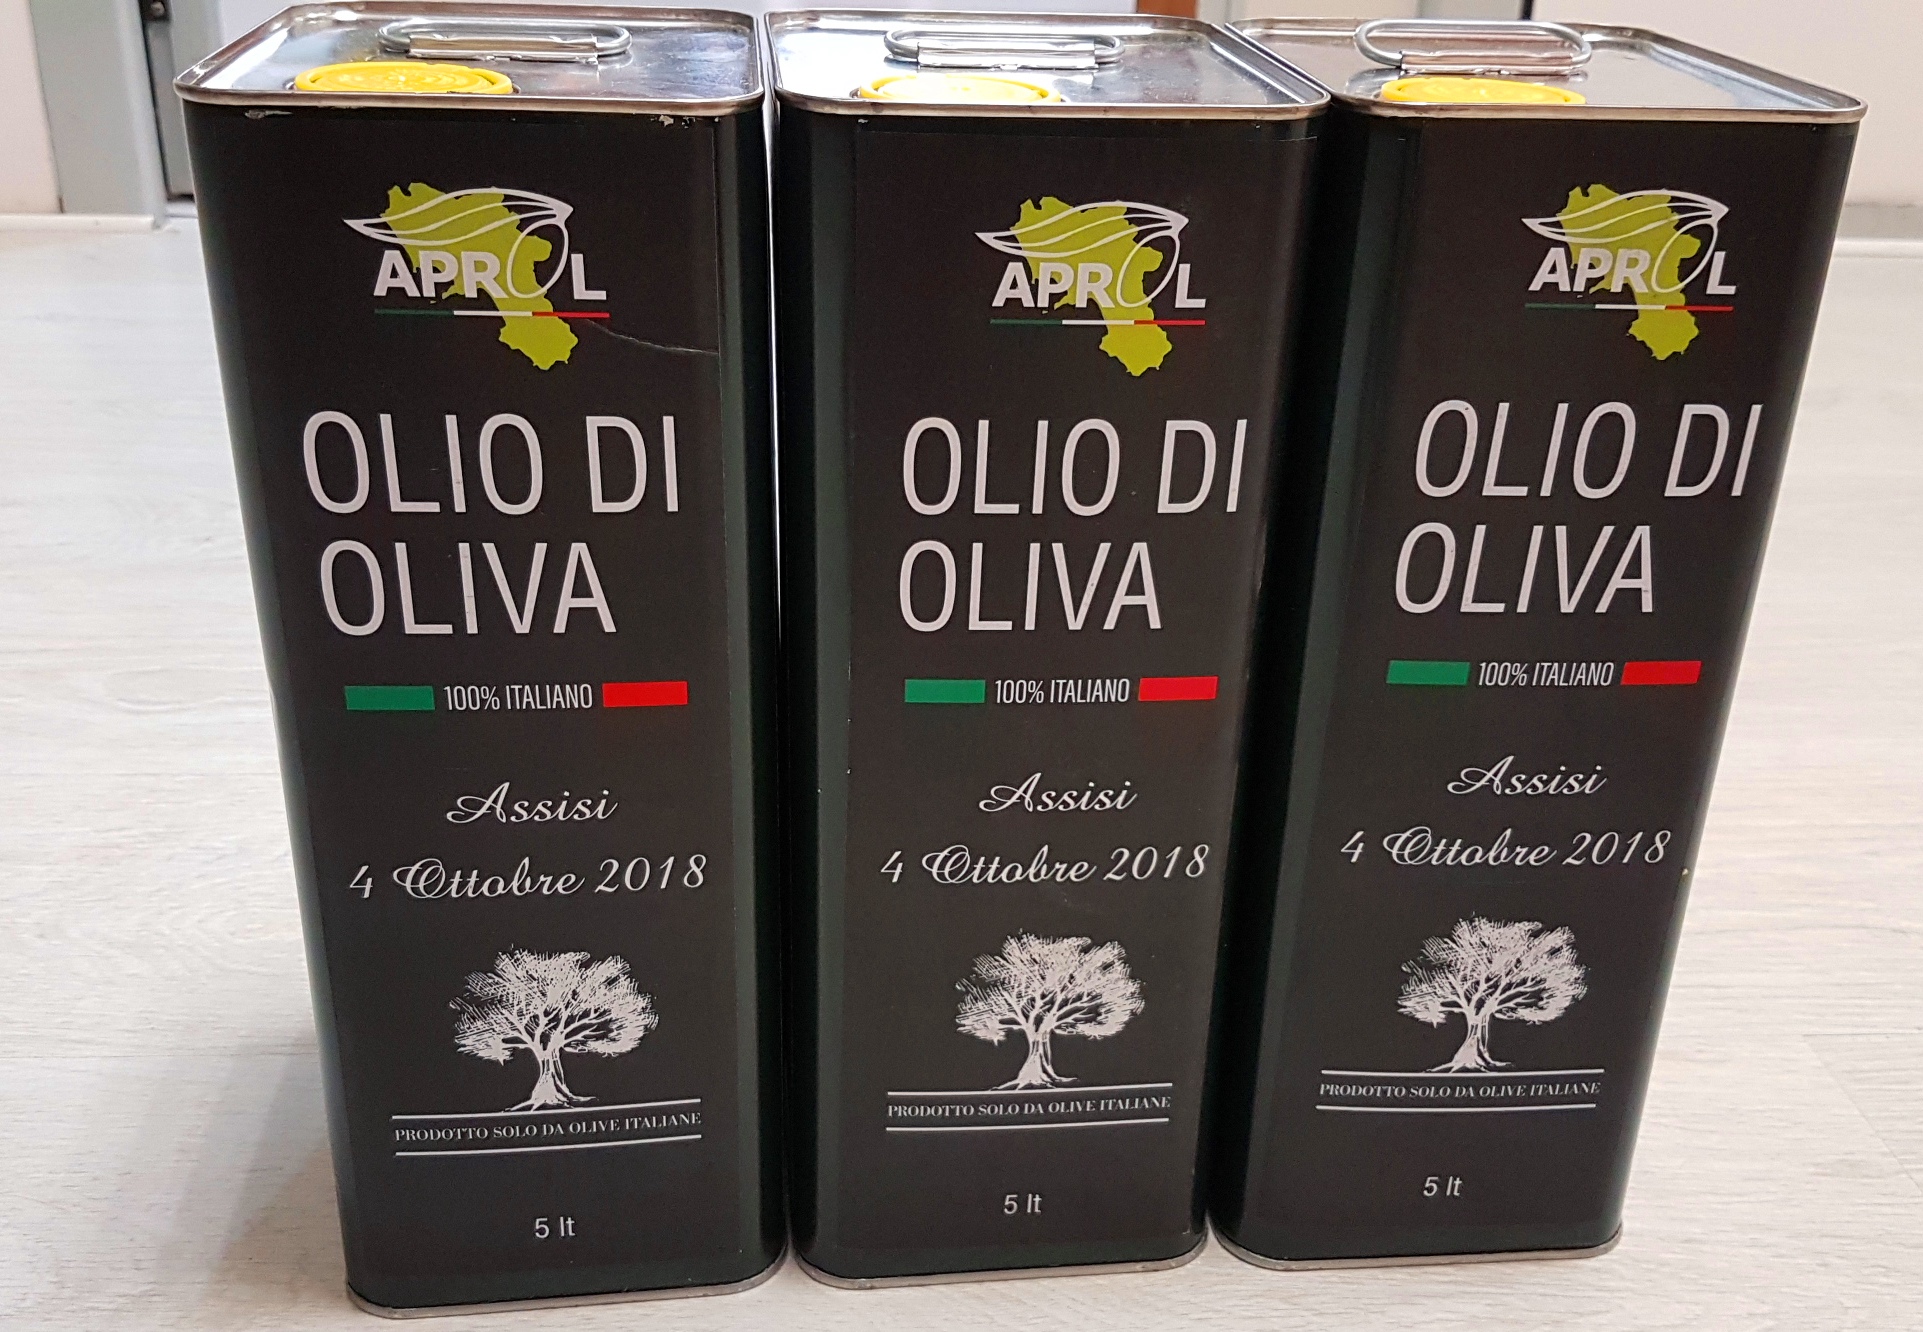 APROL
OLIO DI
OLIVA
100% ITALIANO
Assisi
4 Ottobre 2018
PRODOTTO SOLO DA OLIVE ITALIANE
5 lt
APROL
OLIO DI
OLIVA
100% ITALIANO
Assisi
4 Ottobre 2018
PRODOTTO SOLO DA OLIVE ITALIANE
5 lt
APROL
OLIO DI
OLIVA
100% ITALIANO
Assisi
4 Ottobre 2018
PRODOTTO SOLO DA OLIVE ITALIANE
5 lt